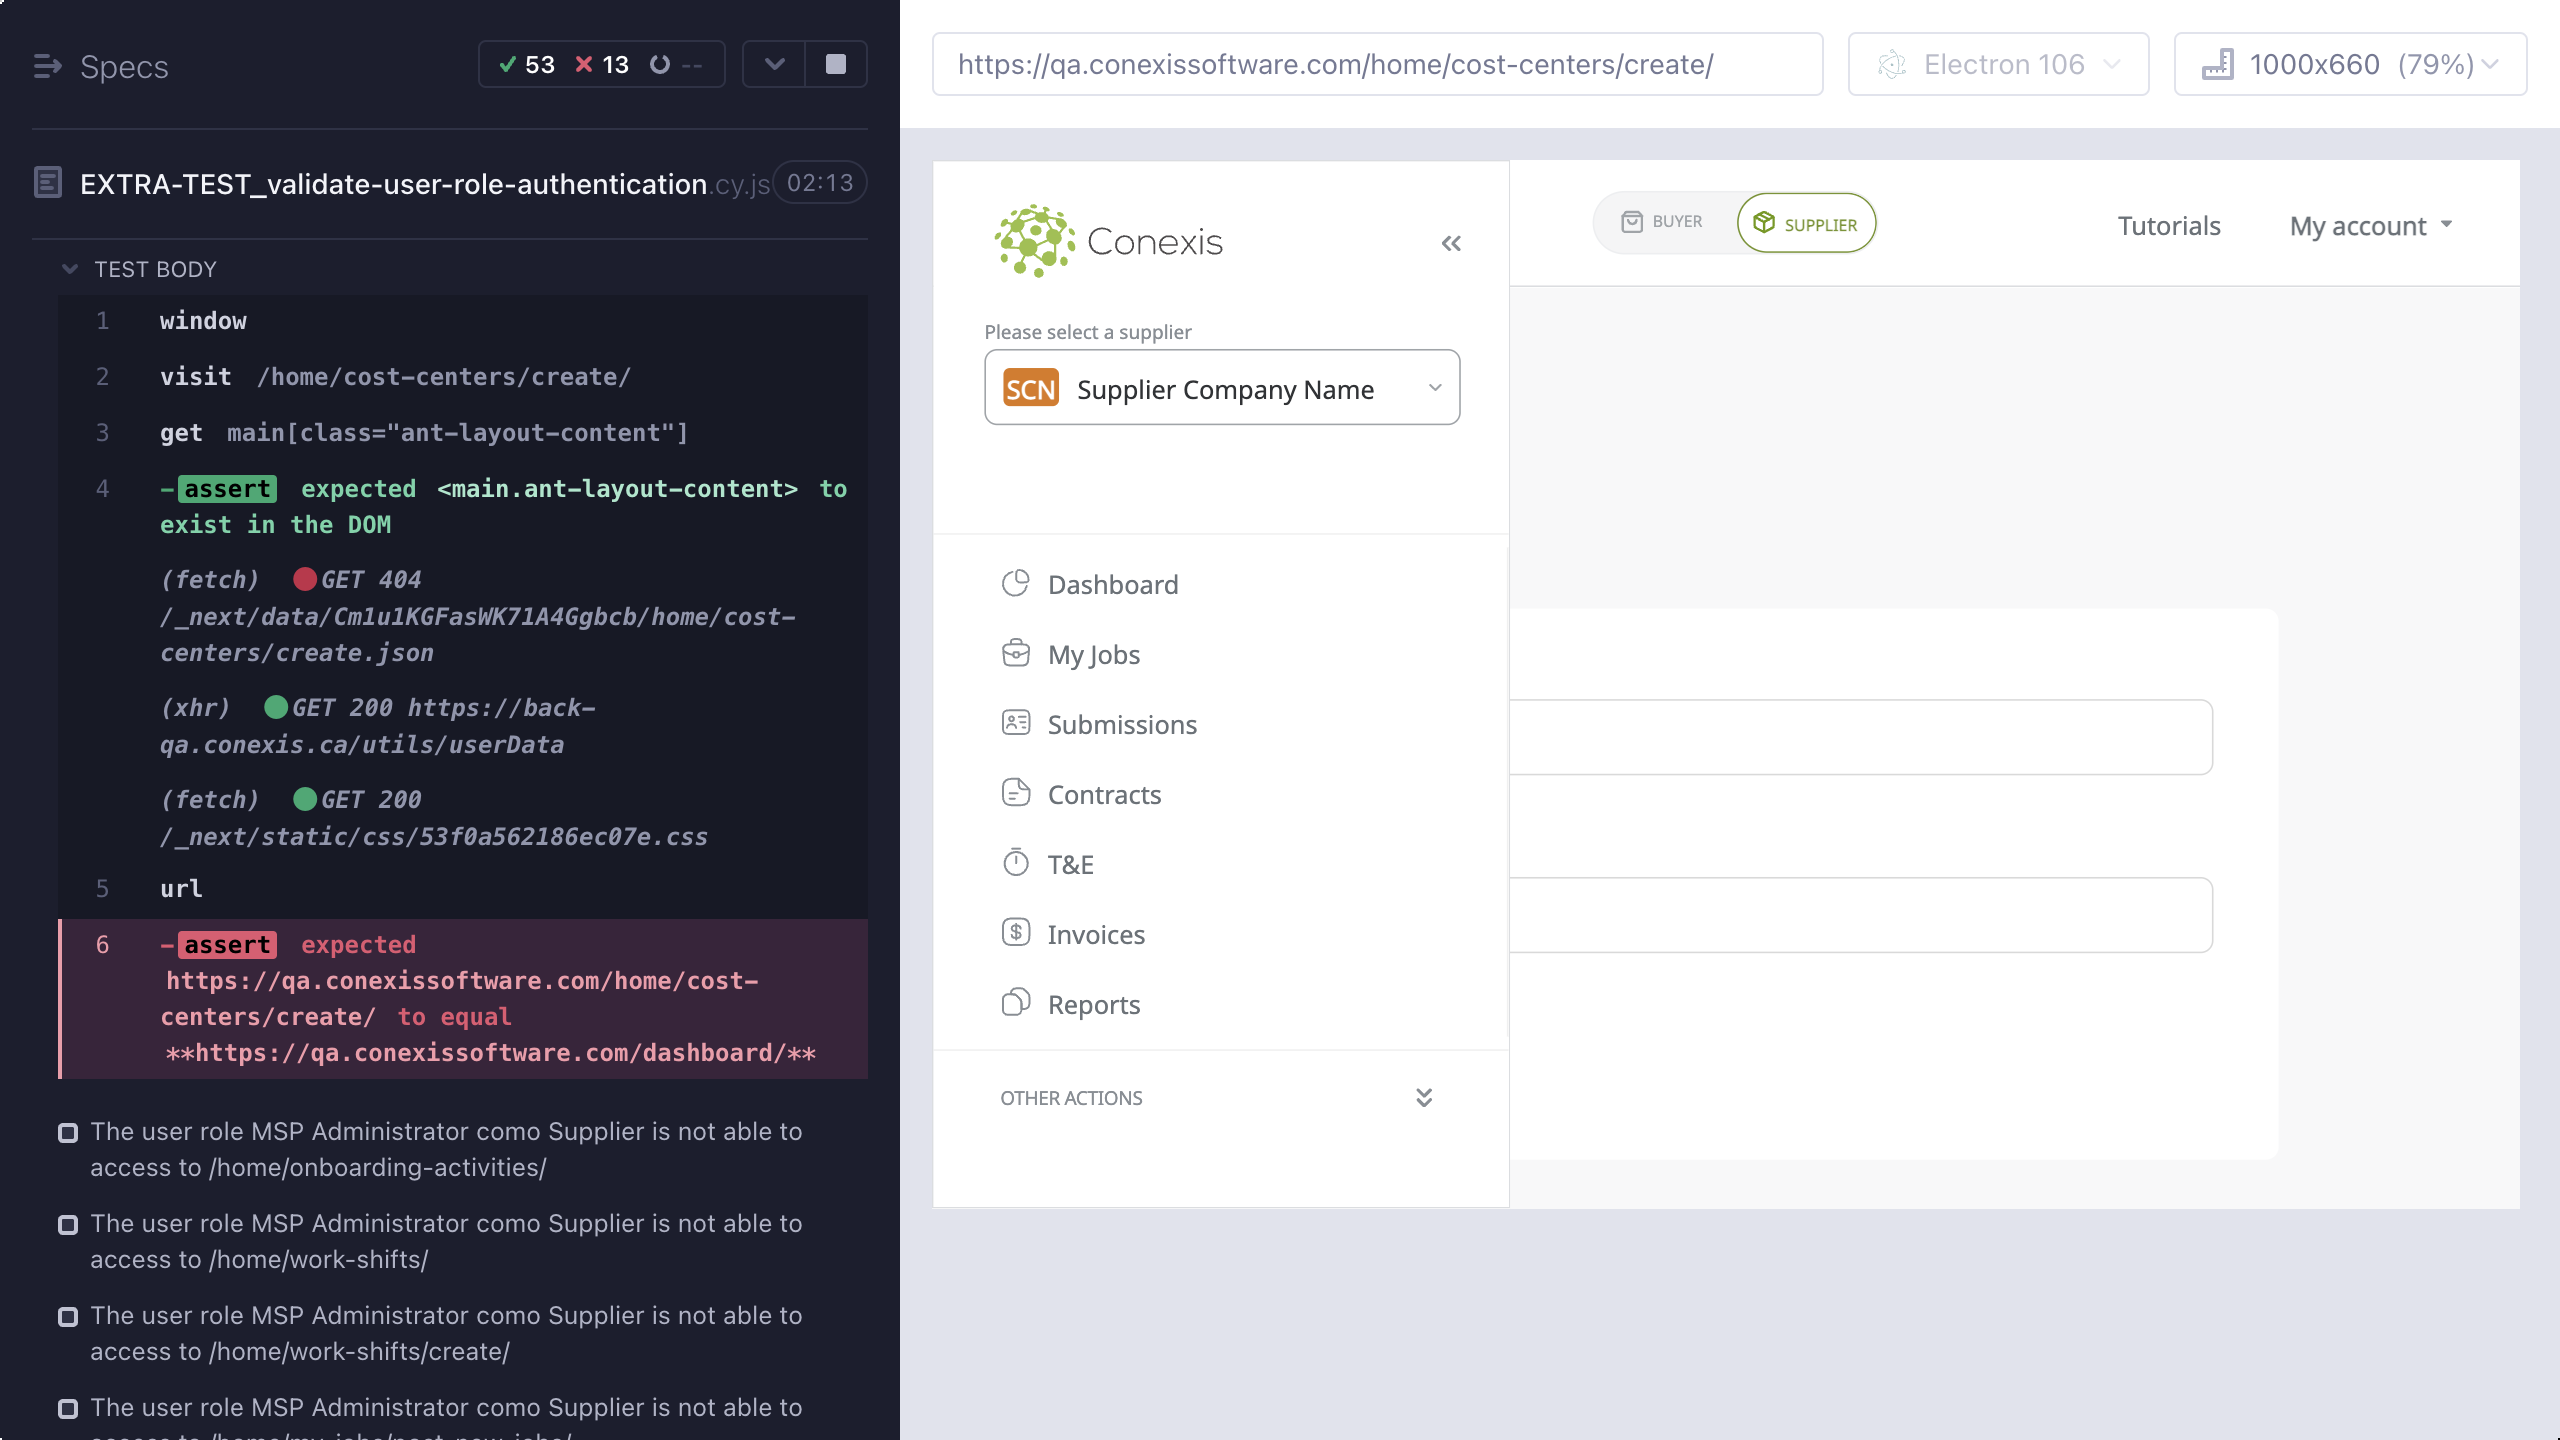 Specs
53 13 --
EXTRA-TEST_validate-user-role-authentication.cy.js 02:13
TEST BODY
1 window
2 visit /home/cost-centers/create/
3 get main[class="ant-layout-content"]
4 -assert expected <main.ant-layout-content> to
exist in the DOM
(fetch) GET 404
/_next/data/Cm1u1KGFasWK71A4Ggbcb/home/cost-
centers/create.json
(xhr) GET 200 https://back-
qa.conexis.ca/utils/userData
(fetch) GET 200
/_next/static/css/53f0a562186ec07e.css
5 url
6 -assert expected
https://qa.conexissoftware.com/home/cost-
centers/create/ to equal
**https://qa.conexissoftware.com/dashboard/**
The user role MSP Administrator como Supplier is not able to
access to /home/onboarding-activities/
The user role MSP Administrator como Supplier is not able to
access to /home/work-shifts/
The user role MSP Administrator como Supplier is not able to
access to /home/work-shifts/create/
The user role MSP Administrator como Supplier is not able to
https://qa.conexissoftware.com/home/cost-centers/create/
Electron 106
1000x660 (79%)
Conexis
BUYER
SUPPLIER
Tutorials
My account
Please select a supplier
SCN Supplier Company Name
Dashboard
My Jobs
Submissions
Contracts
T&E
Invoices
Reports
OTHER ACTIONS